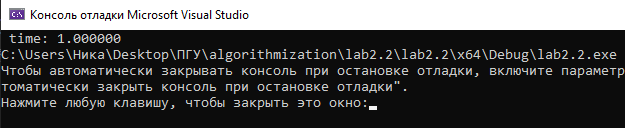 Консоль отладки Microsoft Visual Studio
time: 1.000000
C:\Users\Ника\Desktop\ПГУ\algorithmization\lab2.2\lab2.2\x64\Debug\lab2.2.exe
Чтобы автоматически закрывать консоль при остановке отладки, включите параметр
томатически закрыть консоль при остановке отладки".
Нажмите любую клавишу, чтобы закрыть это окно: